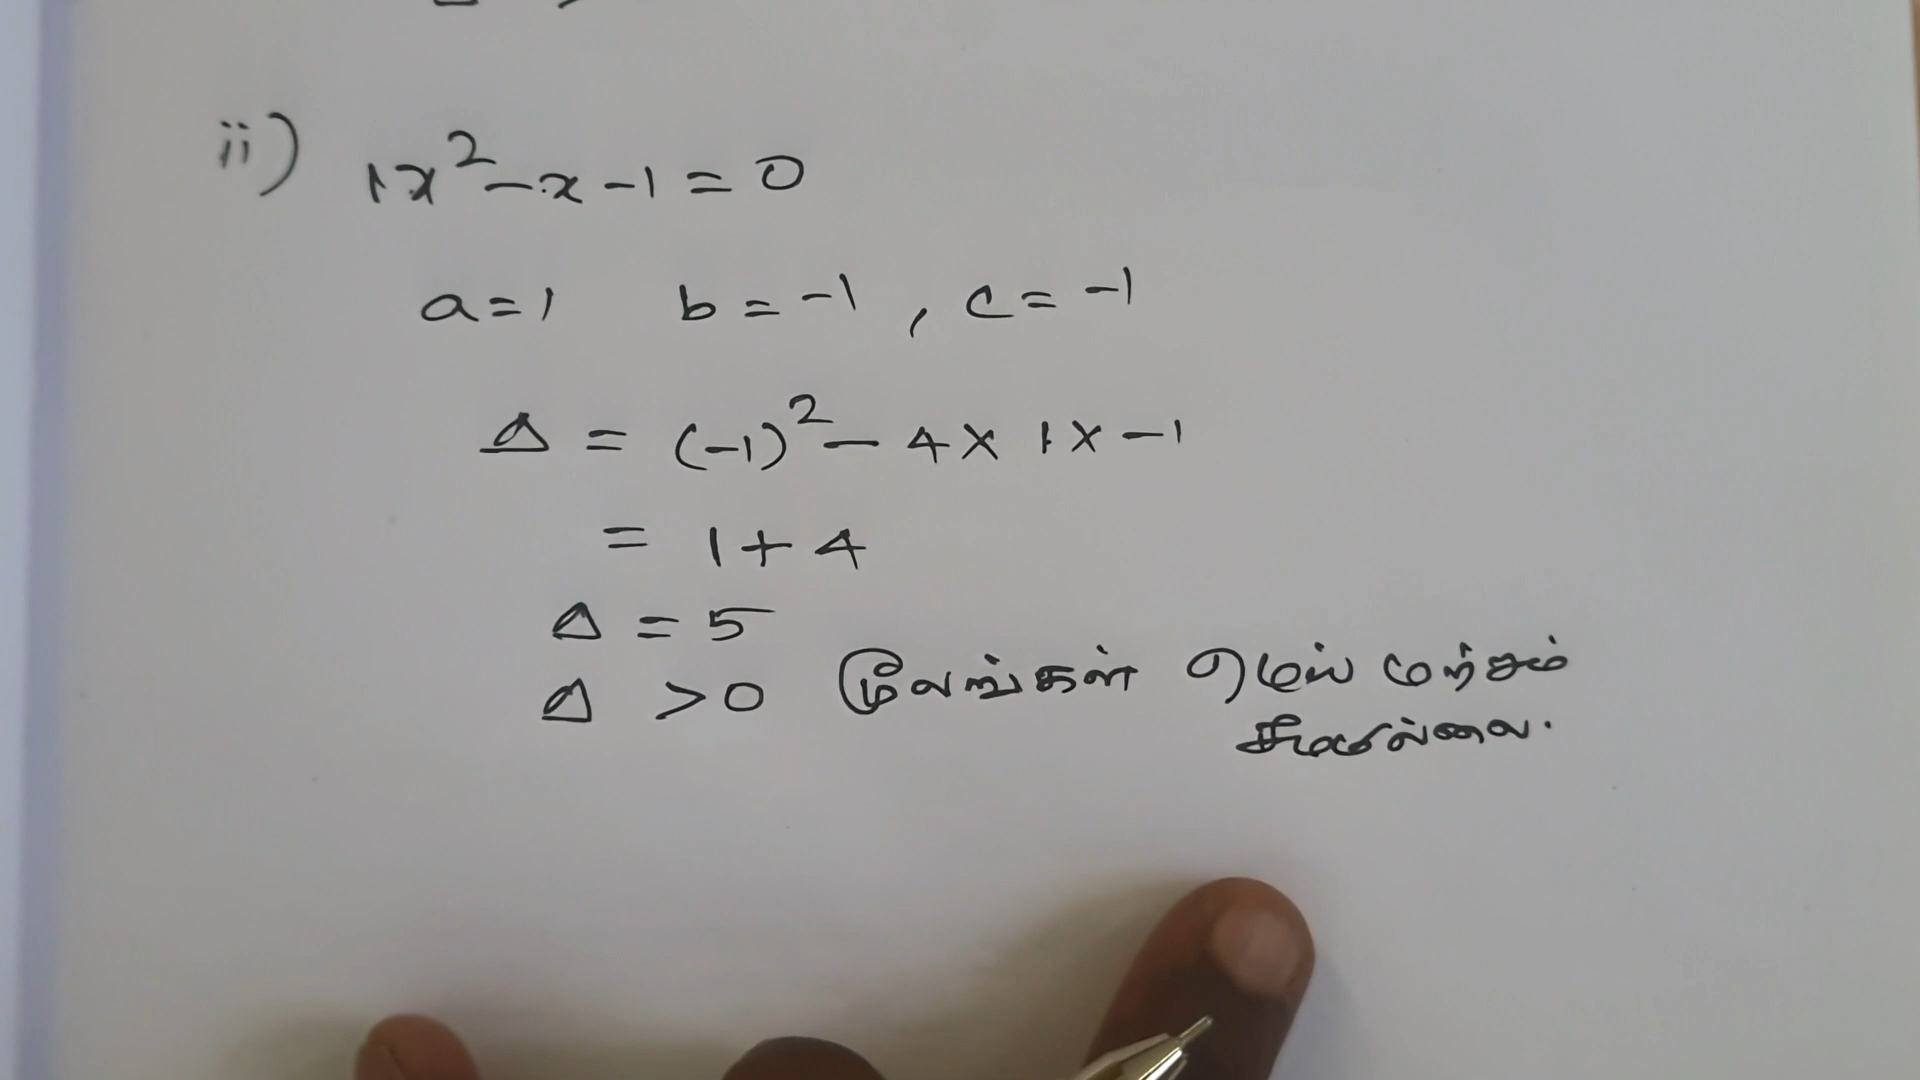 ii) 1x² - x - 1 = 0
a = 1 b = -1 , c = -1
Δ = (-1)² - 4 x 1 x -1
= 1 + 4
Δ = 5
Δ > 0 மூலங்கள் மெய் மற்றும்
சமமில்லை.